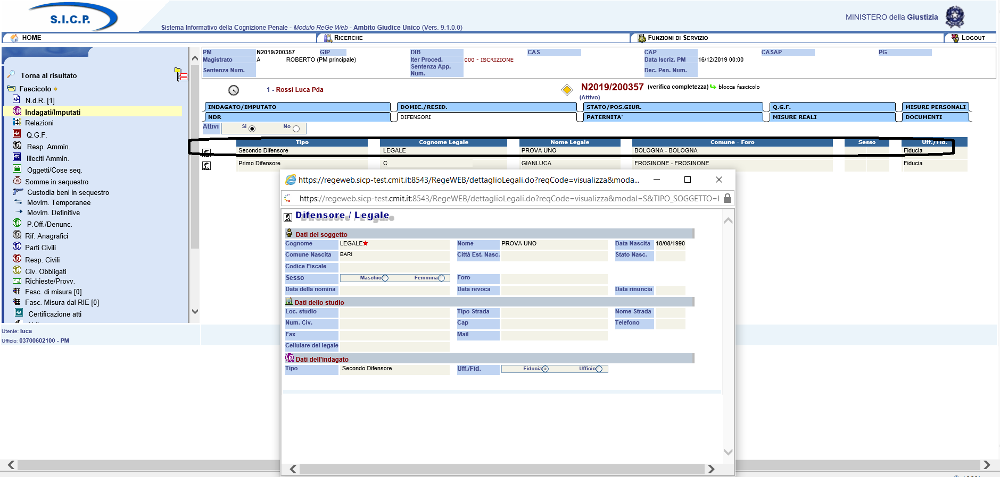 S.I.C.P.
Sistema Informativo della Cognizione Penale - Modulo ReGe Web - Ambito Giudice Unico (Vers. 9.1.0.0)
MINISTERO della Giustizia
HOME
RICERCHE
FUNZIONI DI SERVIZIO
LOGOUT
Torna al risultato
Fascicolo
N.d.R. [1]
Indagati/Imputati
Relazioni
Q.G.F.
Resp. Ammin.
Illeciti Ammin.
Oggetti/Cose seq.
Somme in sequestro
Custodia beni in sequestro
Movim. Temporanee
Movim. Definitive
P.Off./Denunc.
Rif. Anagrafici
Parti Civili
Resp. Civili
Civ. Obbligati
Richieste/Provv.
Fasc. di misura [0]
Fasc. Misura dal RIE [0]
Certificazione atti
Utente: luca
Ufficio: 03700602100 - PM
PM N2019/200357 GIP DIB CAS CAP CASAP PG
Magistrato A ROBERTO (PM principale) Iter Proced. 000 - ISCRIZIONE Data Iscriz. PM 16/12/2019 00:00
Sentenza Num. Sentenza App. Num. Dec. Pen. Num.
1 - Rossi Luca Pda
N2019/200357 (verifica completezza) blocca fascicolo
(Attivo)
INDAGATO/IMPUTATO DOMIC./RESID. STATO/POS.GIUR. Q.G.F. MISURE PERSONALI
NDR DIFENSORI PATERNITA' MISURE REALI DOCUMENTI
Attivi Si No
Tipo Cognome Legale Nome Legale Comune - Foro Sesso Uff./Fid.
Secondo Difensore LEGALE PROVA UNO BOLOGNA - BOLOGNA Fiducia
Primo Difensore C GIANLUCA FROSINONE - FROSINONE Fiducia
https://regeweb.sicp-test.cmit.it:8543/RegeWEB/dettaglioLegali.do?reqCode=visualizza&moda...
https://regeweb.sicp-test.cmit.it:8543/RegeWEB/dettaglioLegali.do?reqCode=visualizza&modal=S&TIPO_SOGGETTO=I
Difensore / Legale
Dati del soggetto
Cognome LEGALE Nome PROVA UNO Data Nascita 18/08/1990
Comune Nascita BARI Città Est. Nasc. Stato Nasc.
Codice Fiscale
Sesso Maschio Femmina Foro
Data della nomina Data revoca Data rinuncia
Dati dello studio
Loc. studio Tipo Strada Nome Strada
Num. Civ. Cap Telefono
Fax Mail
Cellulare del legale
Dati dell'indagato
Tipo Secondo Difensore Uff./Fid. Fiducia Ufficio